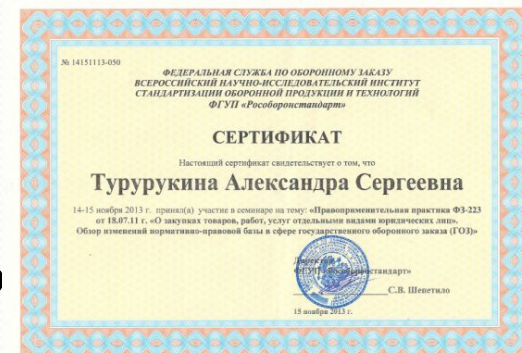 № 14151113-050
ФЕДЕРАЛЬНАЯ СЛУЖБА ПО ОБОРОННОМУ ЗАКАЗУ
ВСЕРОССИЙСКИЙ НАУЧНО-ИССЛЕДОВАТЕЛЬСКИЙ ИНСТИТУТ
СТАНДАРТИЗАЦИИ ОБОРОННОЙ ПРОДУКЦИИ И ТЕХНОЛОГИЙ
ФГУП «Рособоронстандарт»
СЕРТИФИКАТ
Настоящий сертификат свидетельствует о том, что
Турурукина Александра Сергеевна
14-15 ноября 2013 г. принял(а) участие в семинаре на тему: «Правоприменительная практика ФЗ-223
от 18.07.11 г. «О закупках товаров, работ, услуг отдельными видами юридических лиц».
Обзор изменений нормативно-правовой базы в сфере государственного оборонного заказа (ГОЗ)»
Директор
ФГУП «Рособоронстандарт»
С.В. Шепетило
15 ноября 2013 г.